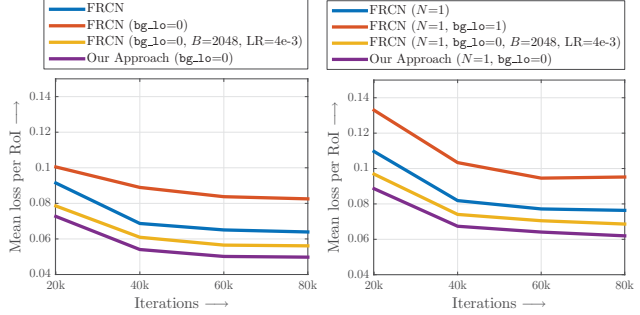 FRCN
FRCN (bg_lo=0)
FRCN (bg_lo=0, B=2048, LR=4e-3)
Our Approach (bg_lo=0)
Mean loss per RoI ⟶
0.14
0.12
0.1
0.08
0.06
0.04
20k
40k
60k
80k
Iterations ⟶
FRCN (N=1)
FRCN (N=1, bg_lo=1)
FRCN (N=1, bg_lo=0, B=2048, LR=4e-3)
Our Approach (N=1, bg_lo=0)
Mean loss per RoI ⟶
0.14
0.12
0.1
0.08
0.06
0.04
20k
40k
60k
80k
Iterations ⟶